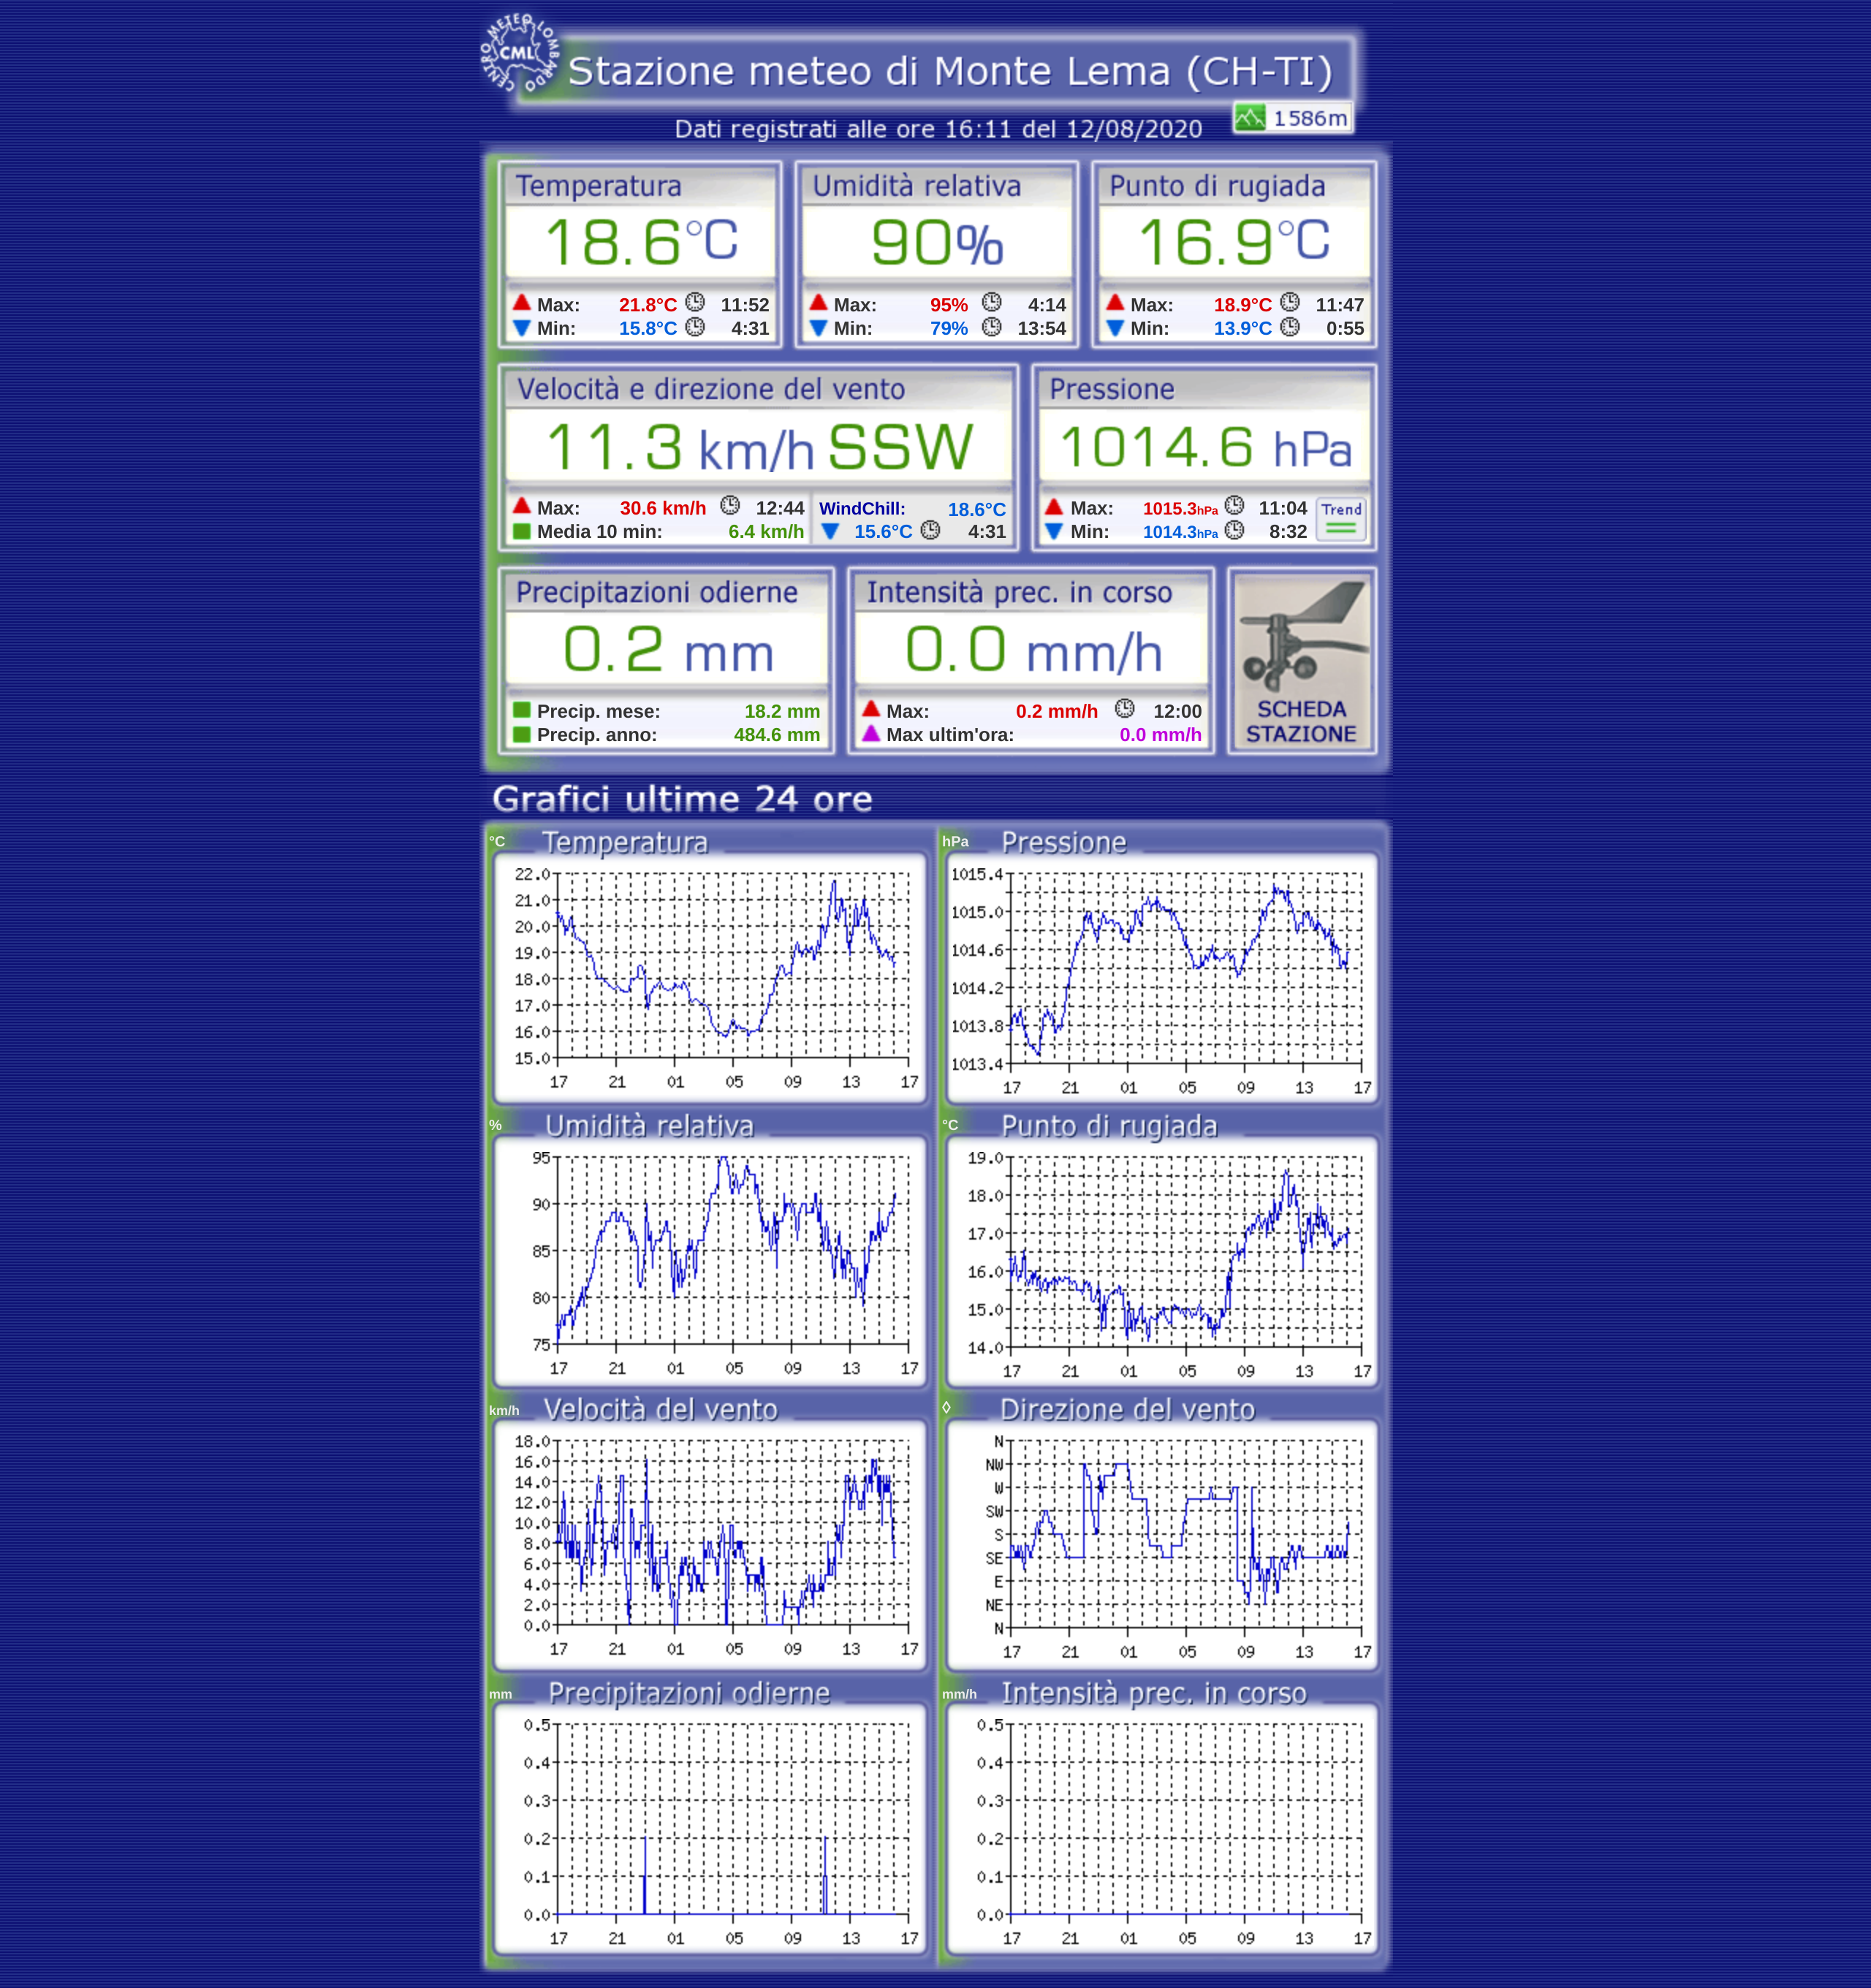 CENTRO METEO LOMBARDO
CML
Stazione meteo di Monte Lema (CH-TI)
1586m
Dati registrati alle ore 16:11 del 12/08/2020
Temperatura Umidità relativa Punto di rugiada
18.6°C 90% 16.9°C
Max: 21.8°C 11:52 Max: 95% 4:14 Max: 18.9°C 11:47
Min: 15.8°C 4:31 Min: 79% 13:54 Min: 13.9°C 0:55
Velocità e direzione del vento Pressione
11.3 km/h SSW 1014.6 hPa
Max: 30.6 km/h 12:44 WindChill: 18.6°C Max: 1015.3hPa 11:04 Trend
Media 10 min: 6.4 km/h 15.6°C 4:31 Min: 1014.3hPa 8:32
Precipitazioni odierne Intensità prec. in corso
0.2 mm 0.0 mm/h
Precip. mese: 18.2 mm Max: 0.2 mm/h 12:00 SCHEDA
Precip. anno: 484.6 mm Max ultim'ora: 0.0 mm/h STAZIONE
Grafici ultime 24 ore
°C Temperatura
22.0
21.0
20.0
19.0
18.0
17.0
16.0
15.0
17 21 01 05 09 13 17
hPa Pressione
1015.4
1015.0
1014.6
1014.2
1013.8
1013.4
17 21 01 05 09 13 17
% Umidità relativa
95
90
85
80
75
17 21 01 05 09 13 17
°C Punto di rugiada
19.0
18.0
17.0
16.0
15.0
14.0
17 21 01 05 09 13 17
km/h Velocità del vento
18.0
16.0
14.0
12.0
10.0
8.0
6.0
4.0
2.0
0.0
17 21 01 05 09 13 17
◊ Direzione del vento
N
NW
W
SW
S
SE
E
NE
N
17 21 01 05 09 13 17
mm Precipitazioni odierne
0.5
0.4
0.3
0.2
0.1
0.0
17 21 01 05 09 13 17
mm/h Intensità prec. in corso
0.5
0.4
0.3
0.2
0.1
0.0
17 21 01 05 09 13 17